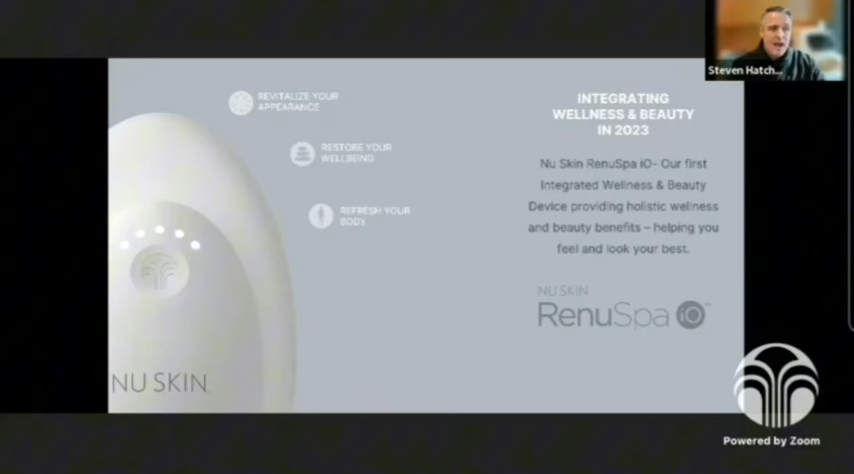 Steven Hatch...
REVITALIZE YOUR
APPEARANCE
RESTORE YOUR
WELLBEING
REFRESH YOUR
BODY
INTEGRATING
WELLNESS & BEAUTY
IN 2023
Nu Skin RenuSpa iO- Our first
Integrated Wellness & Beauty
Device providing holistic wellness
and beauty benefits – helping you
feel and look your best.
NU SKIN
RenuSpa iO™
NU SKIN
Powered by Zoom